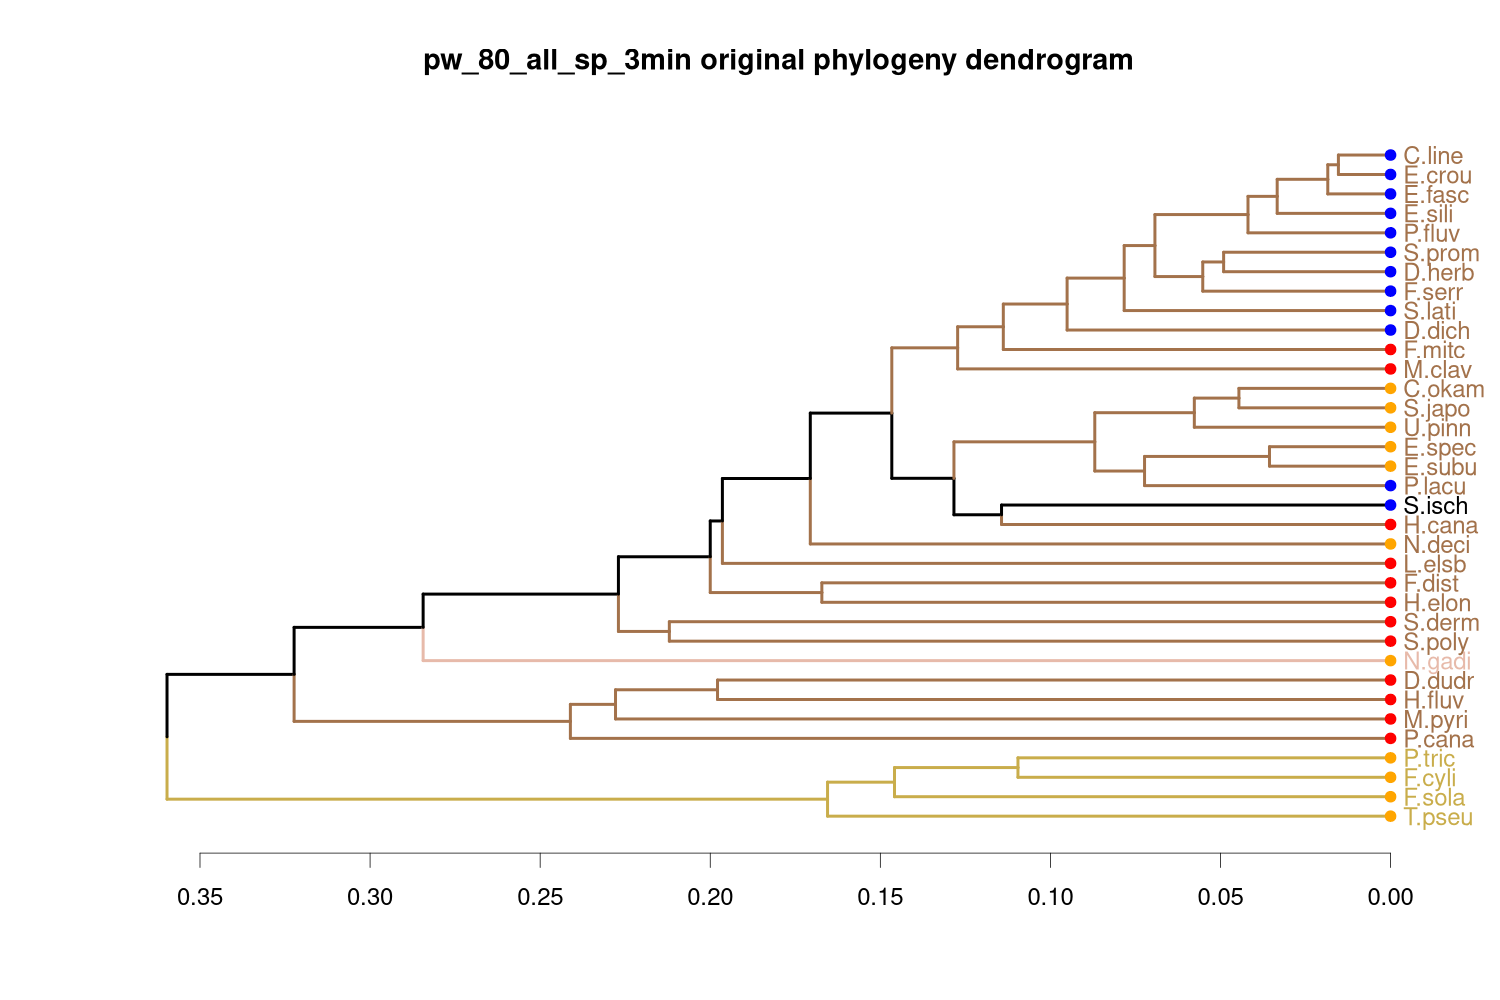 pw_80_all_sp_3min original phylogeny dendrogram
C.line
E.crou
E.fasc
E.sili
P.fluv
S.prom
D.herb
F.serr
S.lati
D.dich
F.mitc
M.clav
C.okam
S.japo
U.pinn
E.spec
E.subu
P.lacu
S.isch
H.cana
N.deci
L.elsb
F.dist
H.elon
S.derm
S.poly
N.gadi
D.dudr
H.fluv
M.pyri
P.cana
P.tric
F.cyli
F.sola
T.pseu
0.35 0.30 0.25 0.20 0.15 0.10 0.05 0.00